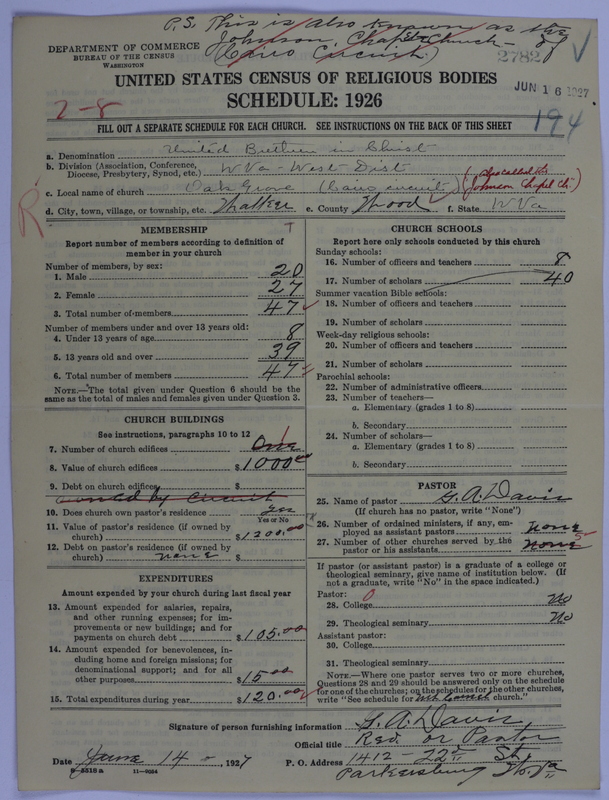 P.S. This is also known as the
Johnson Chapel Church - of
(Cairo Circuit)
DEPARTMENT OF COMMERCE
BUREAU OF THE CENSUS
WASHINGTON
2782
UNITED STATES CENSUS OF RELIGIOUS BODIES
JUN 16 1927
SCHEDULE: 1926
2-8
194
FILL OUT A SEPARATE SCHEDULE FOR EACH CHURCH. SEE INSTRUCTIONS ON THE BACK OF THIS SHEET
a. Denomination United Brethren in Christ
b. Division (Association, Conference, Diocese, Presbytery, Synod, etc.) W Va - West Dist
c. Local name of church Oak Grove (Cairo circuit) (also called the Johnson Chapel Ch.)
d. City, town, village, or township, etc. Walker e. County Wood f. State W Va
MEMBERSHIP
Report number of members according to definition of
member in your church
Number of members, by sex:
1. Male 20
2. Female 27
3. Total number of members 47
Number of members under and over 13 years old:
4. Under 13 years of age 8
5. 13 years old and over 39
6. Total number of members 47
NOTE.—The total given under Question 6 should be the
same as the total of males and females given under Question 3.
CHURCH BUILDINGS
See instructions, paragraphs 10 to 12
7. Number of church edifices One
8. Value of church edifices $1000.00
9. Debt on church edifices $
owned by Circuit
10. Does church own pastor's residence yes
Yes or No
11. Value of pastor's residence (if owned by
church) $1200.00
12. Debt on pastor's residence (if owned by
church) none $
EXPENDITURES
Amount expended by your church during last fiscal year
13. Amount expended for salaries, repairs,
and other running expenses; for im-
provements or new buildings; and for
payments on church debt $105.00
14. Amount expended for benevolences, in-
cluding home and foreign missions; for
denominational support; and for all
other purposes $15.00
15. Total expenditures during year $120.00
CHURCH SCHOOLS
Report here only schools conducted by this church
Sunday schools:
16. Number of officers and teachers 8
17. Number of scholars 40
Summer vacation Bible schools:
18. Number of officers and teachers
19. Number of scholars
Week-day religious schools:
20. Number of officers and teachers
21. Number of scholars
Parochial schools:
22. Number of administrative officers
23. Number of teachers—
a. Elementary (grades 1 to 8)
b. Secondary
24. Number of scholars—
a. Elementary (grades 1 to 8)
b. Secondary
PASTOR
25. Name of pastor G. A. Davis
(If church has no pastor, write "None")
26. Number of ordained ministers, if any, em-
ployed as assistant pastors none
27. Number of other churches served by the
pastor or his assistants none 5
If pastor (or assistant pastor) is a graduate of a college or
theological seminary, give name of institution below. (If
not a graduate, write "No" in the space indicated.)
Pastor:
28. College No
29. Theological seminary No
Assistant pastor:
30. College
31. Theological seminary
NOTE.—Where one pastor serves two or more churches,
Questions 28 and 29 should be answered only on the schedule
for one of the churches; on the schedules for the other churches,
write "See schedule for church."
Signature of person furnishing information G. A. Davis
Official title Rev. or Pastor
Date June 14, 1927 P. O. Address 1412 - 22nd St.
8-5518a 11-9034 Parkersburg W. Va